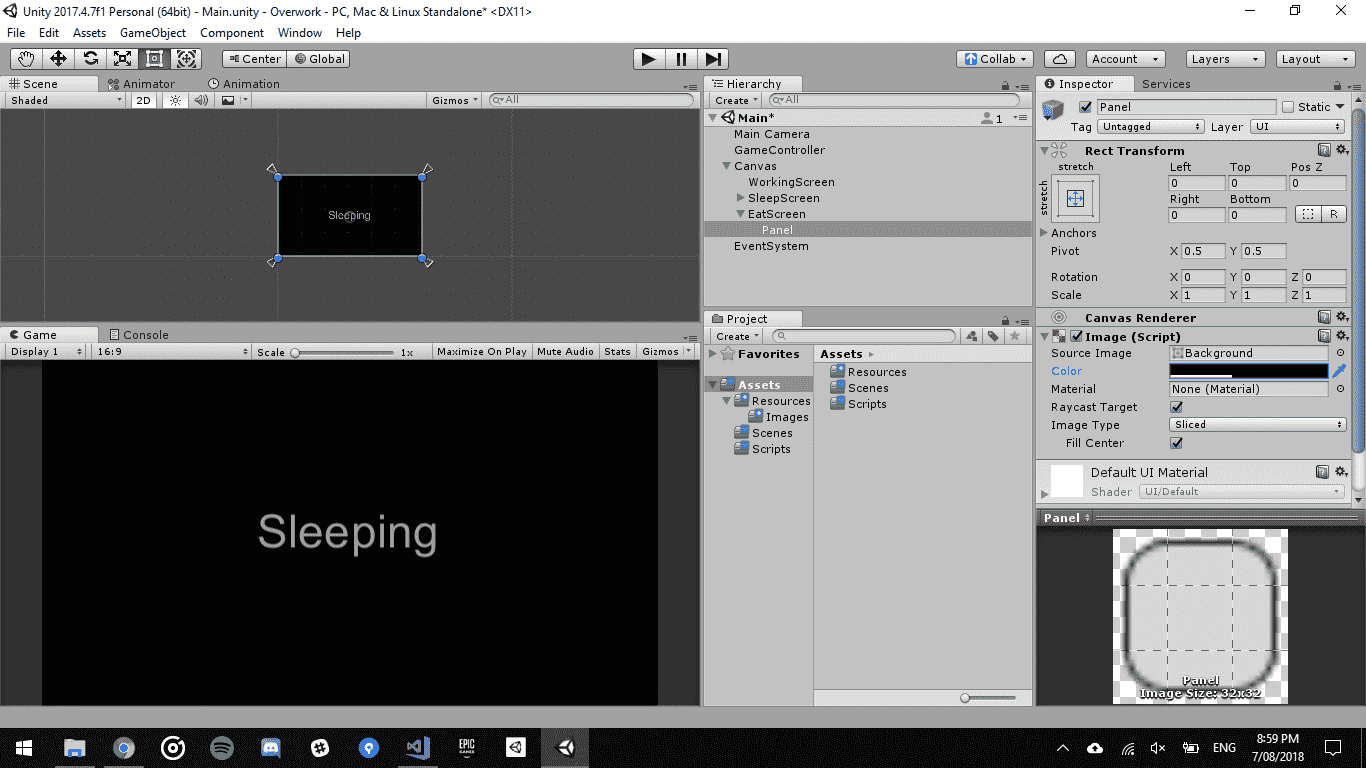 Unity 2017.4.7f1 Personal (64bit) - Main.unity - Overwork - PC, Mac & Linux Standalone* <DX11>
File Edit Assets GameObject Component Window Help
Center Global Collab Account Layers Layout
Scene Animator Animation
Shaded 2D Gizmos All
Sleeping
Game Console
Display 1 16:9 Scale 1x Maximize On Play Mute Audio Stats Gizmos
Sleeping
Hierarchy
Create All
Main* 1
Main Camera
GameController
Canvas
WorkingScreen
SleepScreen
EatScreen
Panel
EventSystem
Project
Create
Favorites
Assets
Resources
Images
Scenes
Scripts
Assets
Resources
Scenes
Scripts
Inspector Services
Panel Static
Tag Untagged Layer UI
Rect Transform
stretch Left Top Pos Z
stretch
0 0 0
Right Bottom
0 0 R
Anchors
Pivot X 0.5 Y 0.5
Rotation X 0 Y 0 Z 0
Scale X 1 Y 1 Z 1
Canvas Renderer
Image (Script)
Source Image Background
Color
Material None (Material)
Raycast Target
Image Type Sliced
Fill Center
Default UI Material
Shader UI/Default
Panel
Panel
Image Size: 32x32
EPIC
GAMES
ENG
8:59 PM
7/08/2018